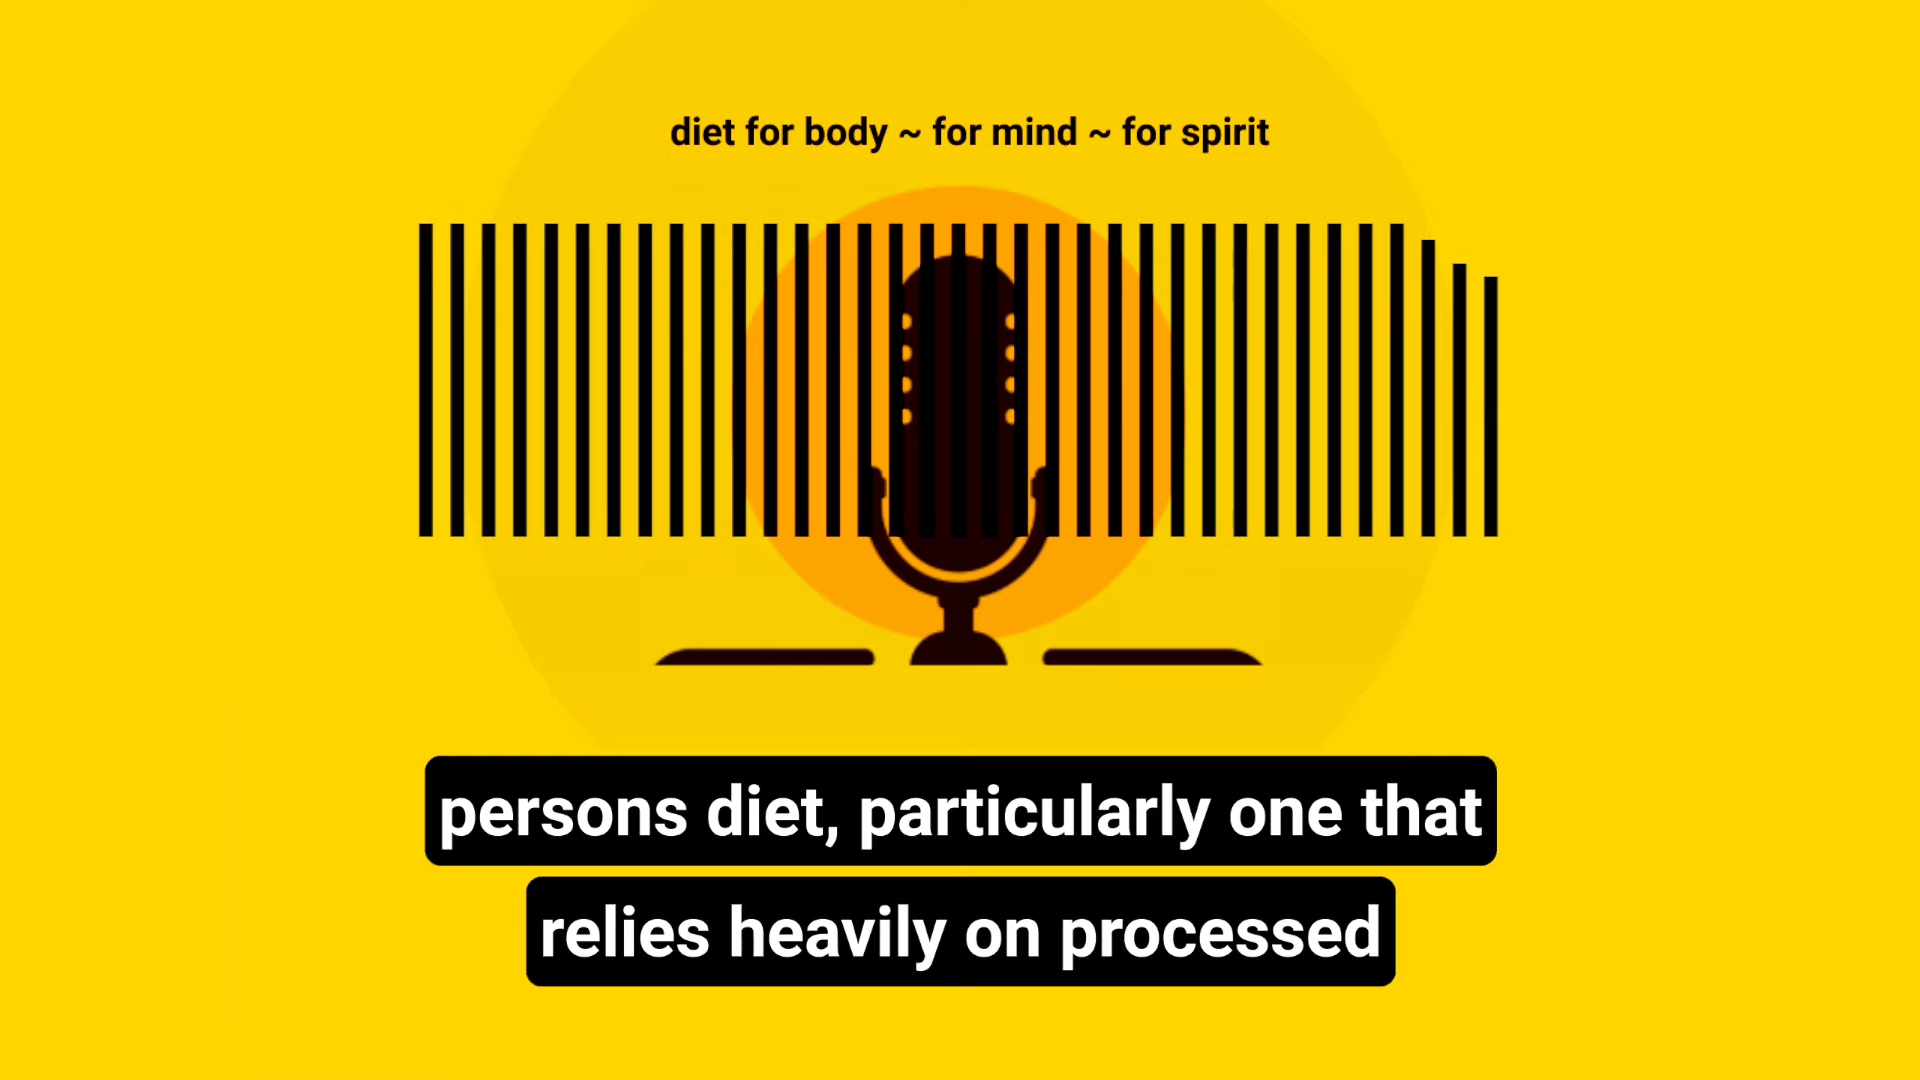 diet for body ~ for mind ~ for spirit
persons diet, particularly one that
relies heavily on processed